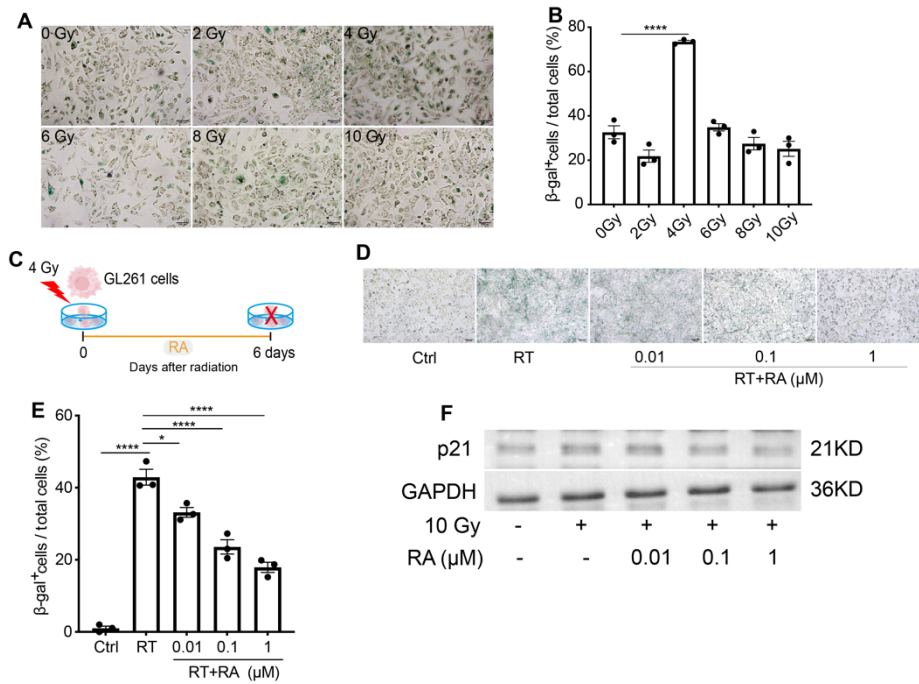 A
0 Gy
2 Gy
4 Gy
6 Gy
8 Gy
10 Gy
B
****
β-gal⁺cells / total cells (%)
80
60
40
20
0
0Gy
2Gy
4Gy
6Gy
8Gy
10Gy
C
4 Gy
GL261 cells
RA
0
6 days
Days after radiation
D
Ctrl
RT
0.01
0.1
1
RT+RA (μM)
E
β-gal⁺cells / total cells (%)
60
40
20
0
****
****
*
****
Ctrl
RT
0.01
0.1
1
RT+RA (μM)
F
p21
21KD
GAPDH
36KD
10 Gy - + + + +
RA (μM) - - 0.01 0.1 1